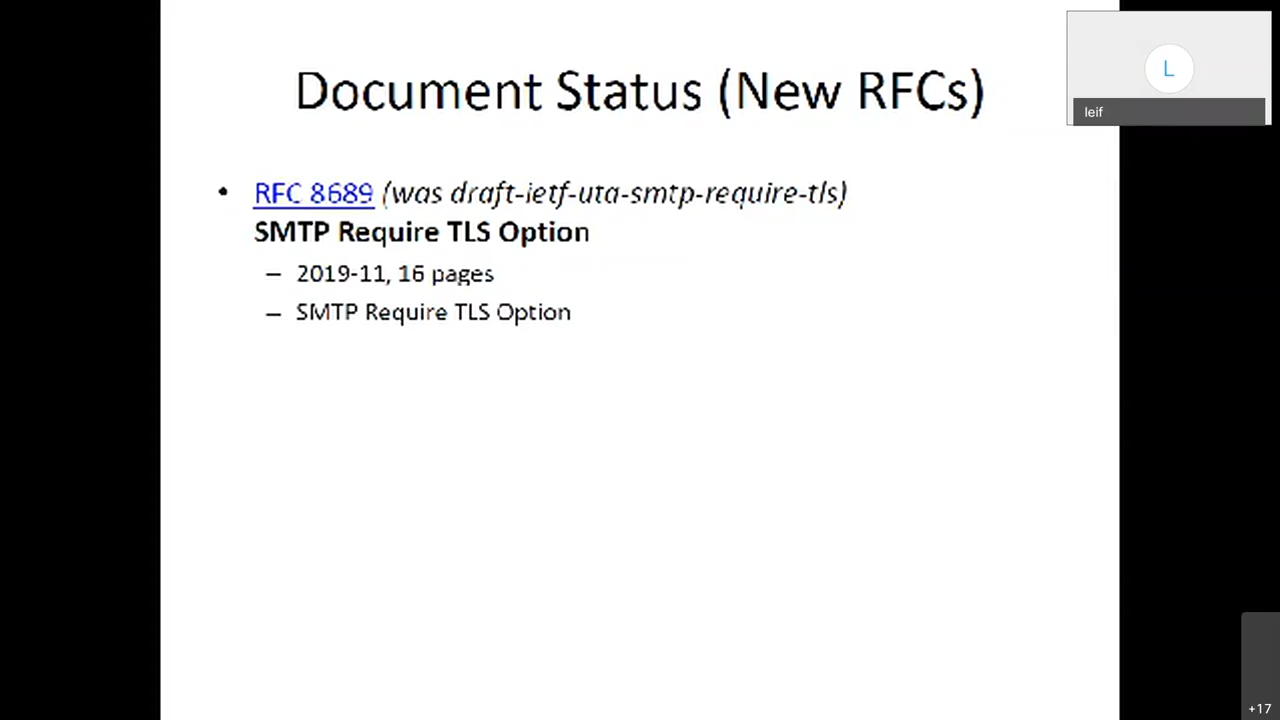 Document Status (New RFCs)
L
leif
• RFC 8689 (was draft-ietf-uta-smtp-require-tls)
SMTP Require TLS Option
– 2019-11, 16 pages
– SMTP Require TLS Option
+17